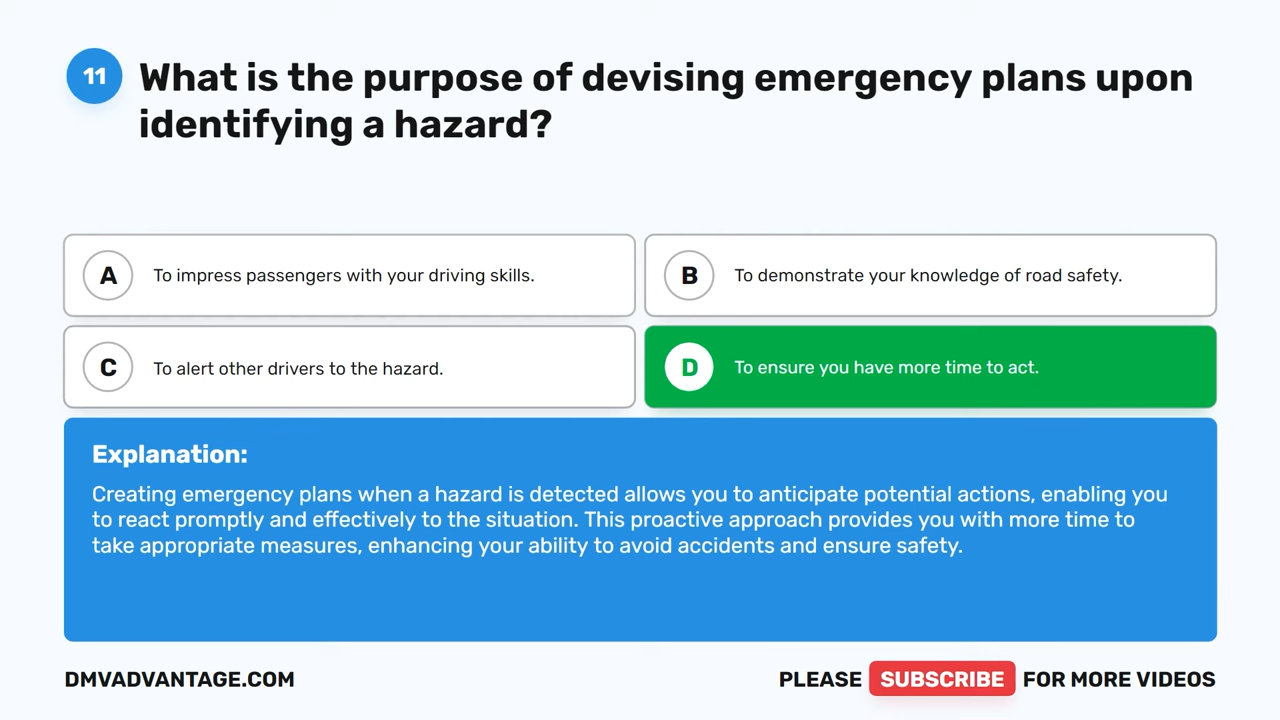 11
What is the purpose of devising emergency plans upon
identifying a hazard?
A To impress passengers with your driving skills.
B To demonstrate your knowledge of road safety.
C To alert other drivers to the hazard.
D To ensure you have more time to act.
Explanation:
Creating emergency plans when a hazard is detected allows you to anticipate potential actions, enabling you
to react promptly and effectively to the situation. This proactive approach provides you with more time to
take appropriate measures, enhancing your ability to avoid accidents and ensure safety.
DMVADVANTAGE.COM
PLEASE SUBSCRIBE FOR MORE VIDEOS